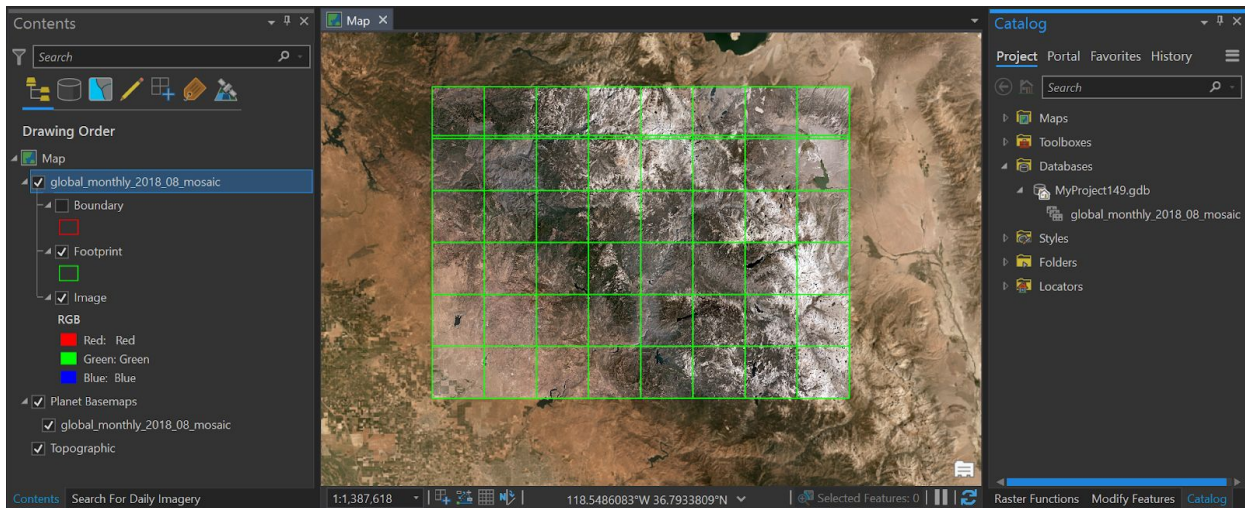 Contents
Search
Drawing Order
Map
global_monthly_2018_08_mosaic
Boundary
Footprint
Image
RGB
Red: Red
Green: Green
Blue: Blue
Planet Basemaps
global_monthly_2018_08_mosaic
Topographic
Contents Search For Daily Imagery
Map
1:1,387,618 118.5486083°W 36.7933809°N Selected Features: 0
Catalog
Project Portal Favorites History
Search
Maps
Toolboxes
Databases
MyProject149.gdb
global_monthly_2018_08_mosaic
Styles
Folders
Locators
Raster Functions Modify Features Catalog